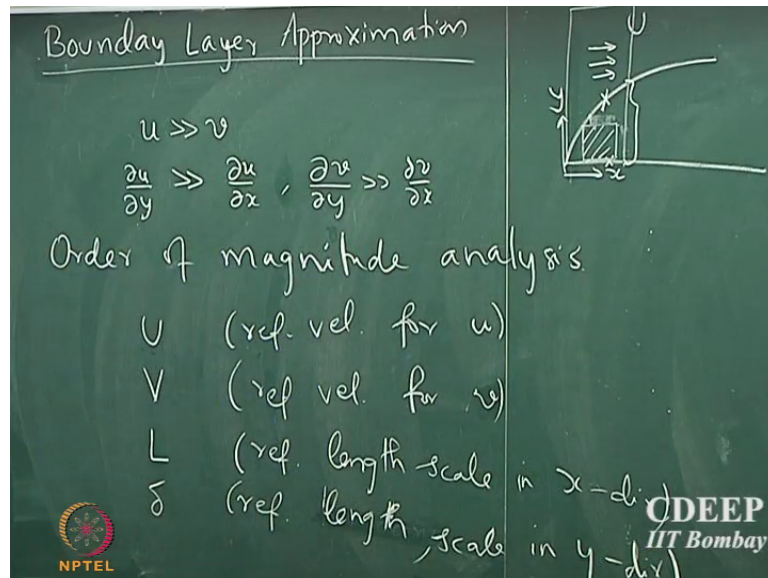 Bounday Layer Approximation
U
y
x
u >> v
∂u/∂y >> ∂u/∂x , ∂v/∂y >> ∂v/∂x
Order of magnitude analysis.
U (ref. vel. for u)
V (ref vel. for v)
L (ref. length scale in x-dir)
δ (ref. length scale in y-dir)
CDEEP
IIT Bombay
NPTEL